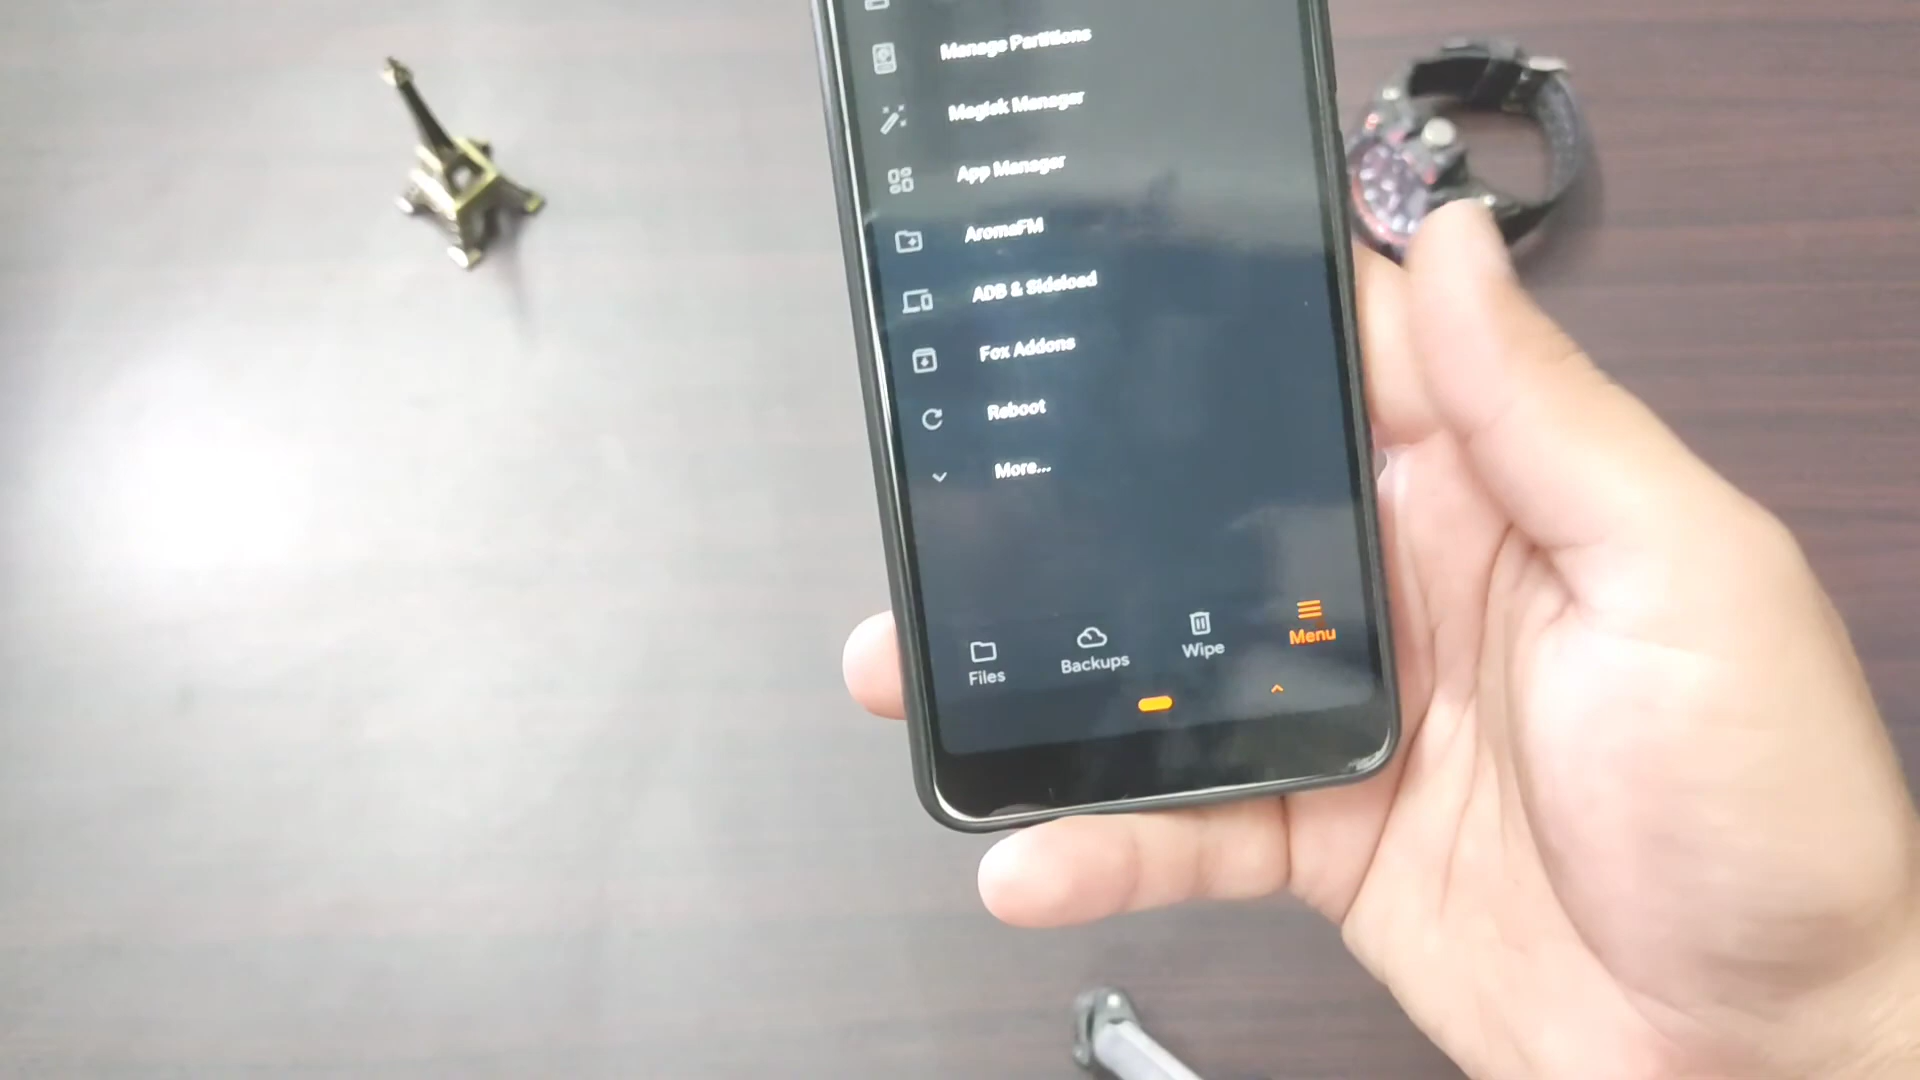 Manage Partitions
Magisk Manager
App Manager
AromaFM
ADB & Sideload
Fox Addons
Reboot
More...
Files
Backups
Wipe
Menu